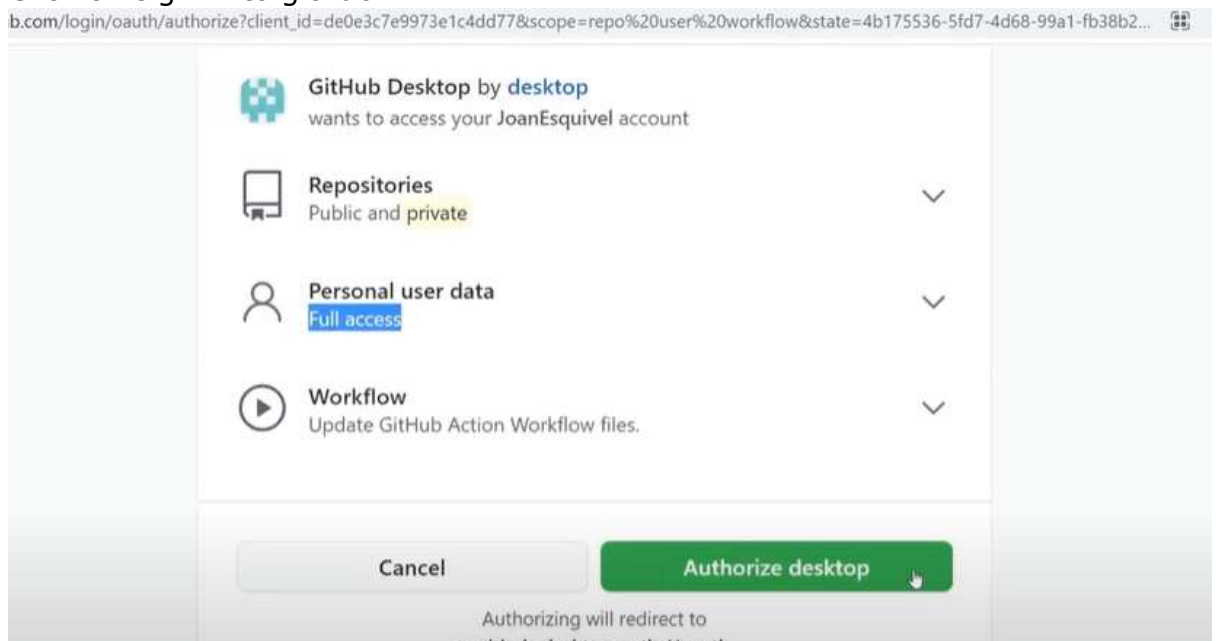 b.com/login/oauth/authorize?client_id=de0e3c7e9973e1c4dd77&scope=repo%20user%20workflow&state=4b175536-5fd7-4d68-99a1-fb38b2...
GitHub Desktop by desktop
wants to access your JoanEsquivel account
Repositories
Public and private
Personal user data
Full access
Workflow
Update GitHub Action Workflow files.
Cancel
Authorize desktop
Authorizing will redirect to